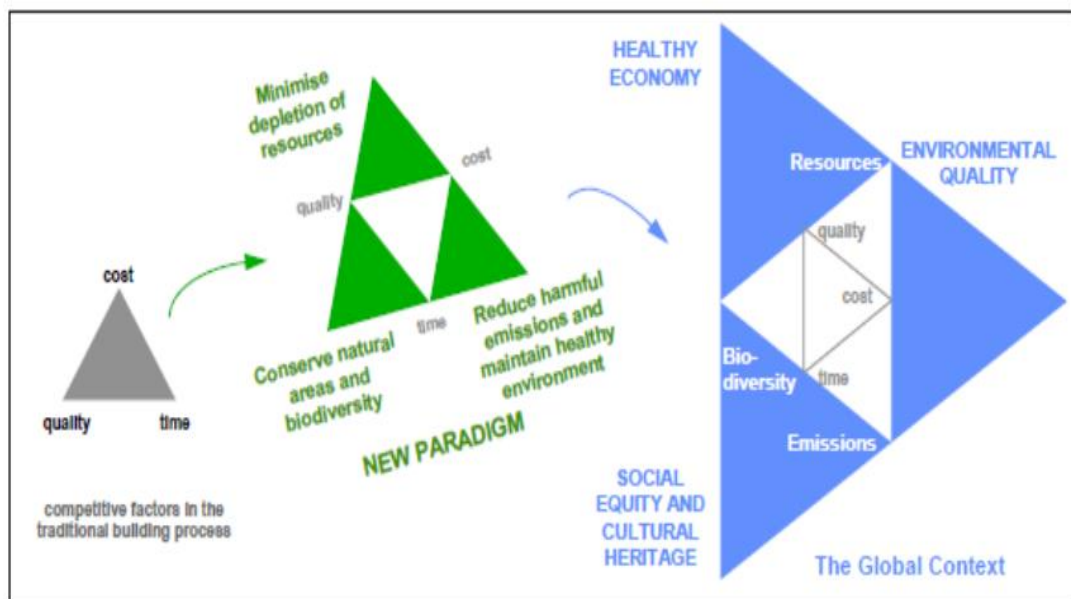 cost
quality
time
competitive factors in the
traditional building process
Minimise
depletion of
resources
quality
cost
time
Conserve natural
areas and
biodiversity
Reduce harmful
emissions and
maintain healthy
environment
NEW PARADIGM
HEALTHY
ECONOMY
Resources
ENVIRONMENTAL
QUALITY
quality
cost
time
Bio-
diversity
Emissions
SOCIAL
EQUITY AND
CULTURAL
HERITAGE
The Global Context